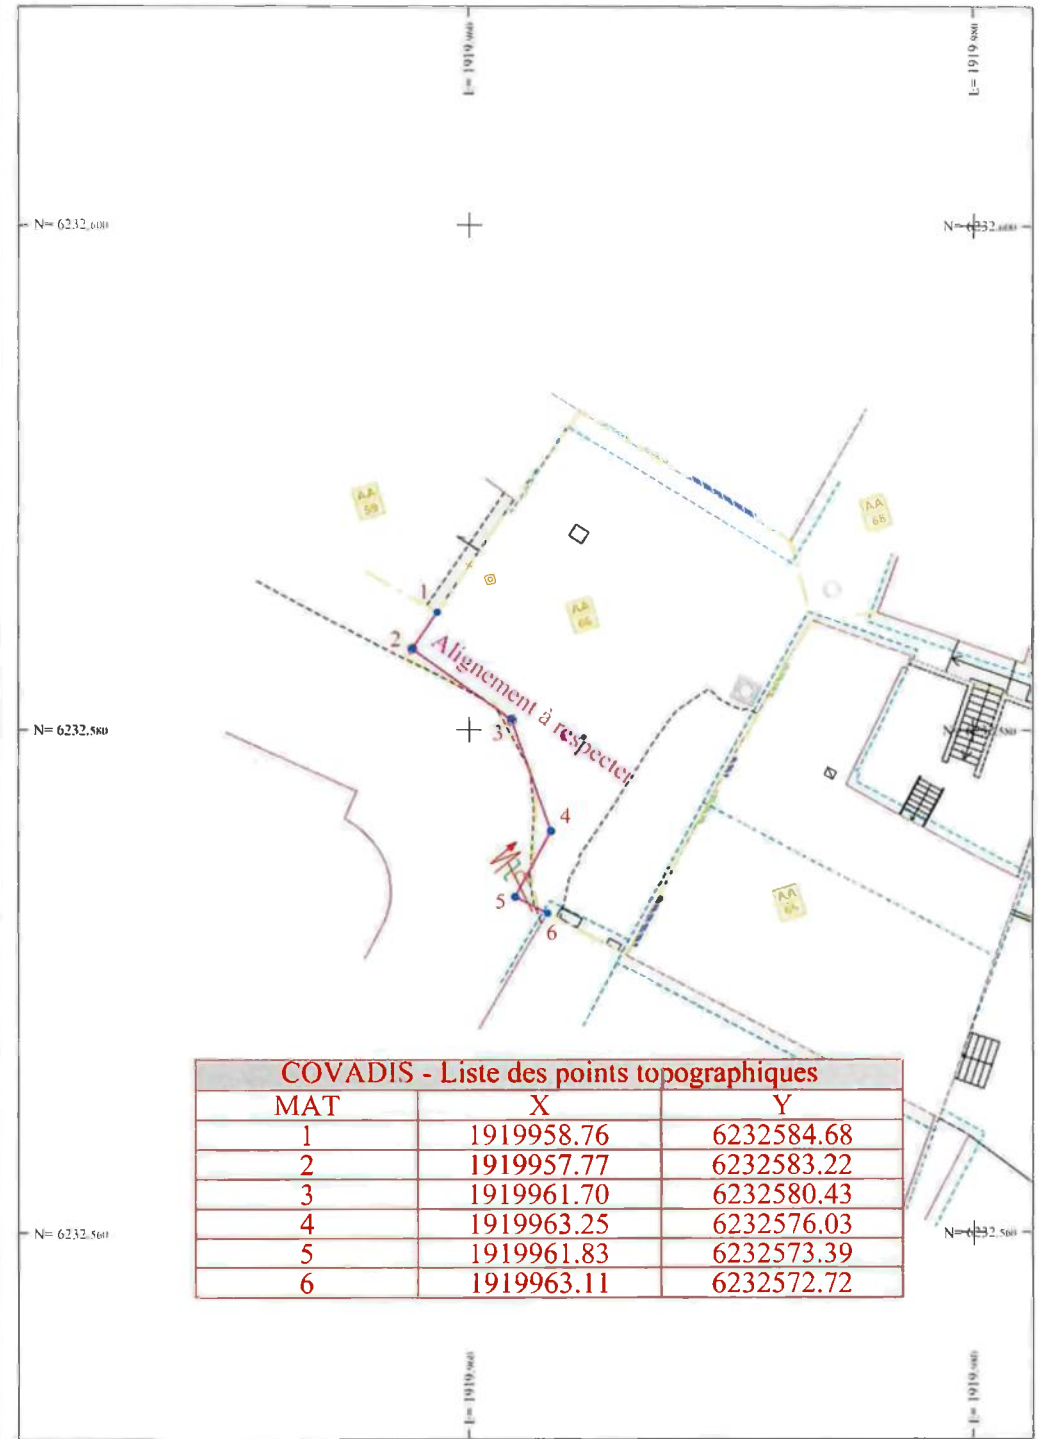 E= 1919.960
E= 1919.980
N= 6232.600
N= 6232.600
AA
59
AA
68
AA
66
1
2
Alignement à respecter
3
N= 6232.580
4
5
6
AA
64
COVADIS - Liste des points topographiques
MAT X Y
1 1919958.76 6232584.68
2 1919957.77 6232583.22
3 1919961.70 6232580.43
4 1919963.25 6232576.03
5 1919961.83 6232573.39
6 1919963.11 6232572.72
N= 6232.560
N= 6232.560
E= 1919.960
E= 1919.980